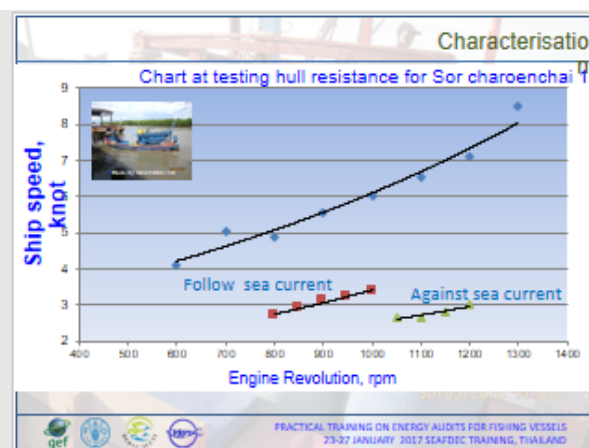 Characterisatio
n
Chart at testing hull resistance for Sor charoenchai 1
9
8
7
6
5
4
3
2
Ship speed,
knot
Follow sea current
Against sea current
400 500 600 700 800 900 1000 1100 1200 1300 1400
Engine Revolution, rpm
gef
PRACTICAL TRAINING ON ENERGY AUDITS FOR FISHING VESSELS
23-27 JANUARY 2017 SEAFDEC TRAINING, THAILAND